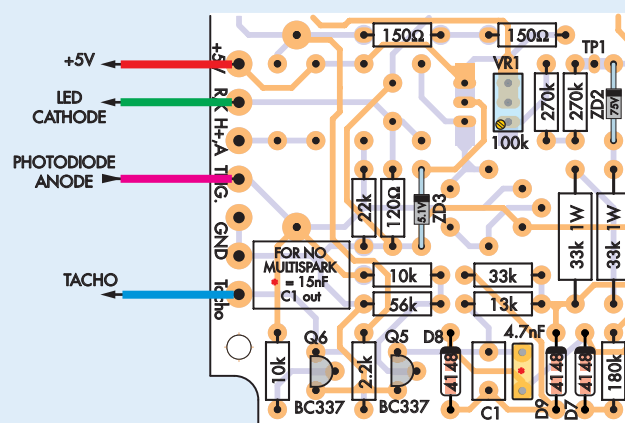 150Ω
150Ω
TP1
+5V
+5V
VR1
270k
270k
ZD2
75V
LED
CATHODE
RK
100k
H+,A
PHOTODIODE
ANODE
TRIG.
22k
120Ω
5.1V
ZD3
33k 1W
33k 1W
GND
FOR NO
MULTISPARK
= 15nF
C1 out
10k
33k
TACHO
Tacho
56k
13k
Q6
Q5
D8
4.7nF
10k
2.2k
4148
4148
4148
180k
BC337
BC337
C1
D9
D7